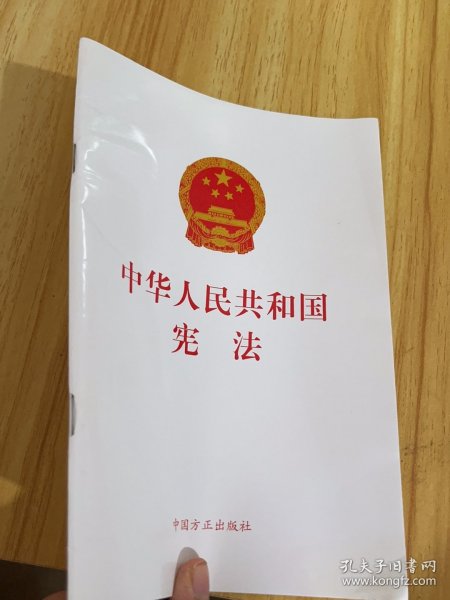 中华人民共和国
宪法
中国方正出版社
孔夫子旧书网
www.kongfz.com